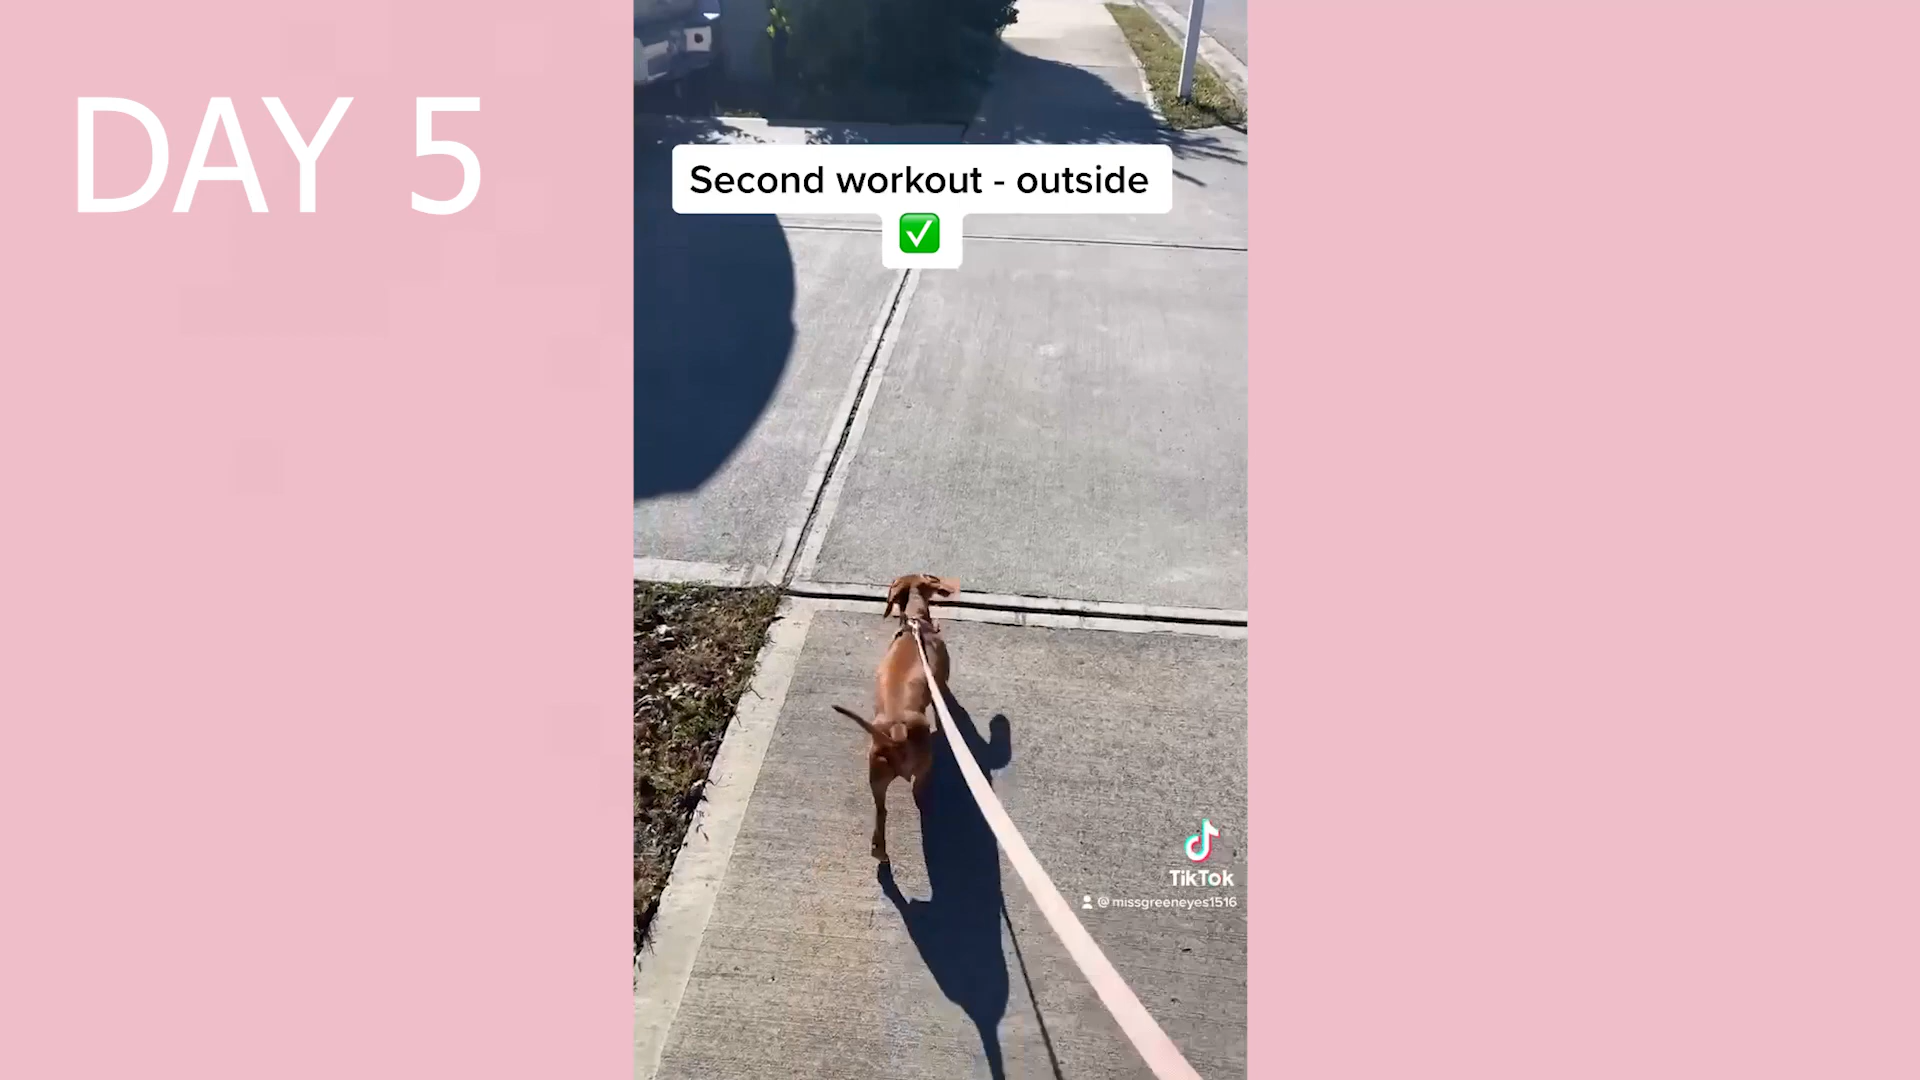 DAY 5
Second workout - outside
✅
TikTok
@missgreeneyes1516